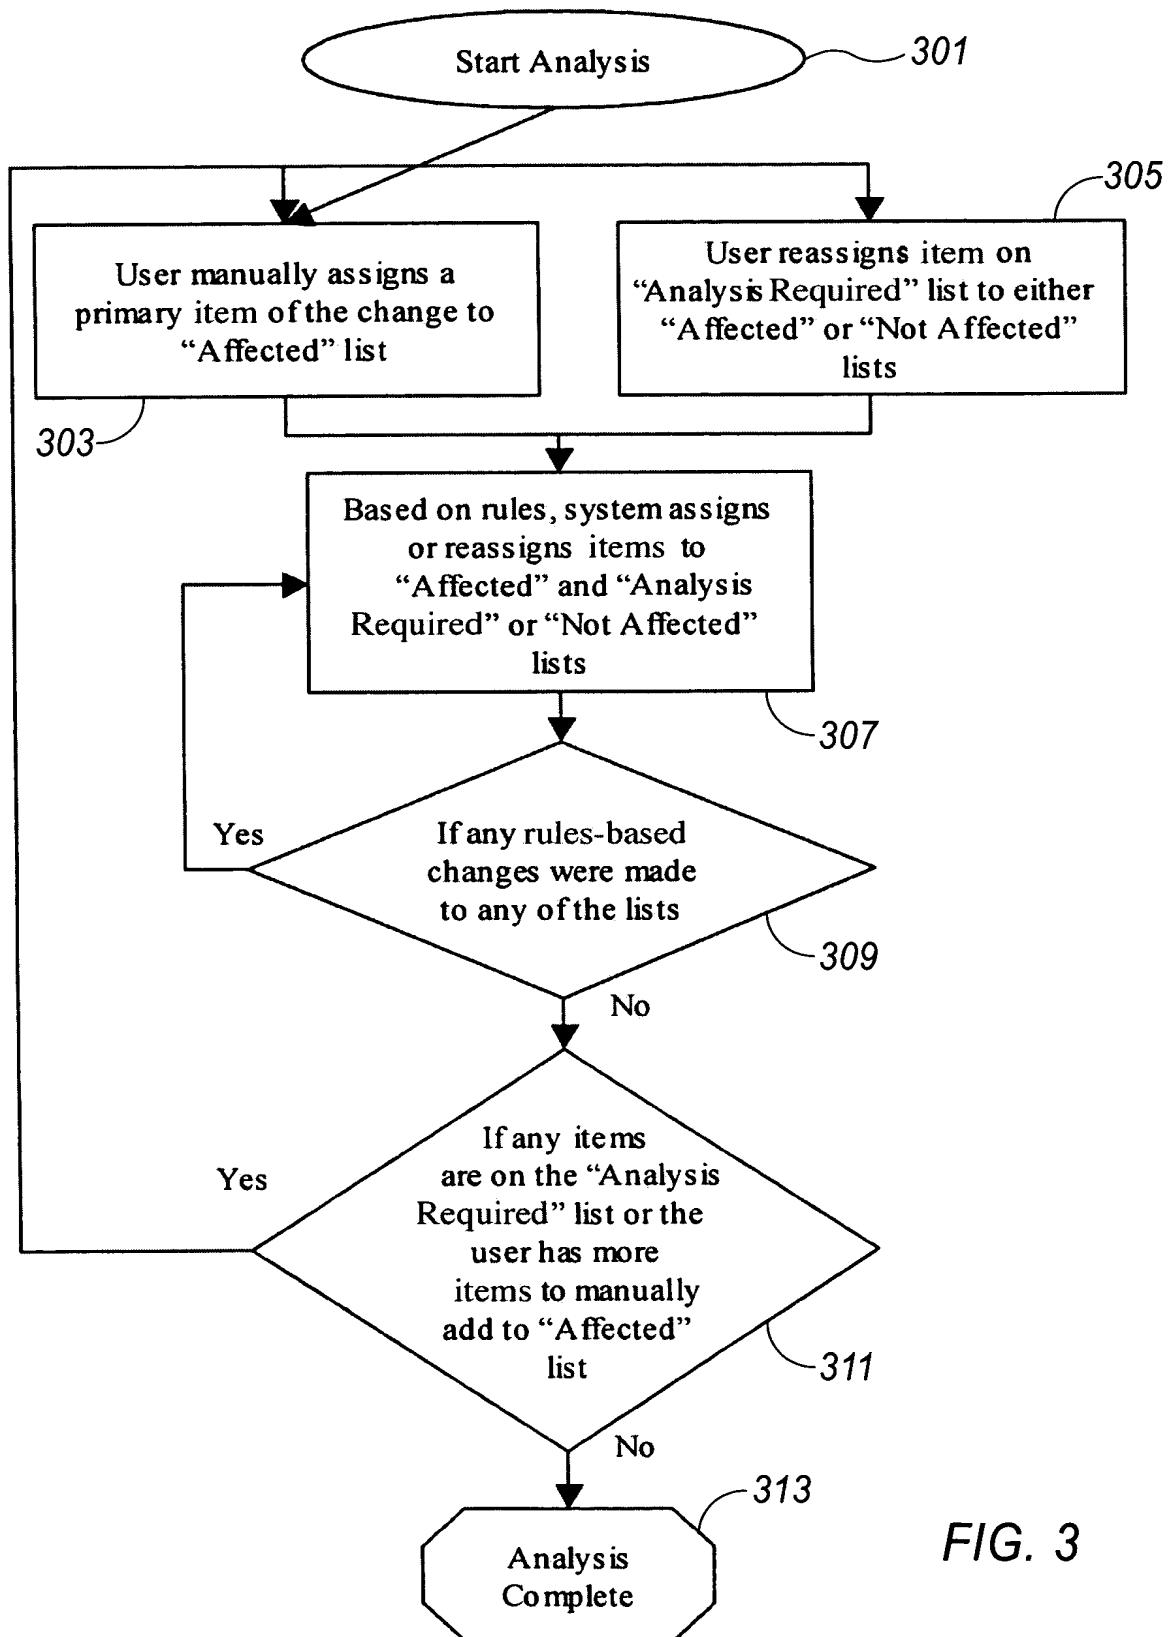 Start Analysis
301
305
User manually assigns a
primary item of the change to
“Affected” list
303
User reassigns item on
“Analysis Required” list to either
“Affected” or “Not Affected”
lists
Based on rules, system assigns
or reassigns items to
“Affected” and “Analysis
Required” or “Not Affected”
lists
307
Yes
If any rules-based
changes were made
to any of the lists
309
No
Yes
If any items
are on the “Analysis
Required” list or the
user has more
items to manually
add to “Affected”
list
311
No
313
Analysis
Complete
FIG. 3